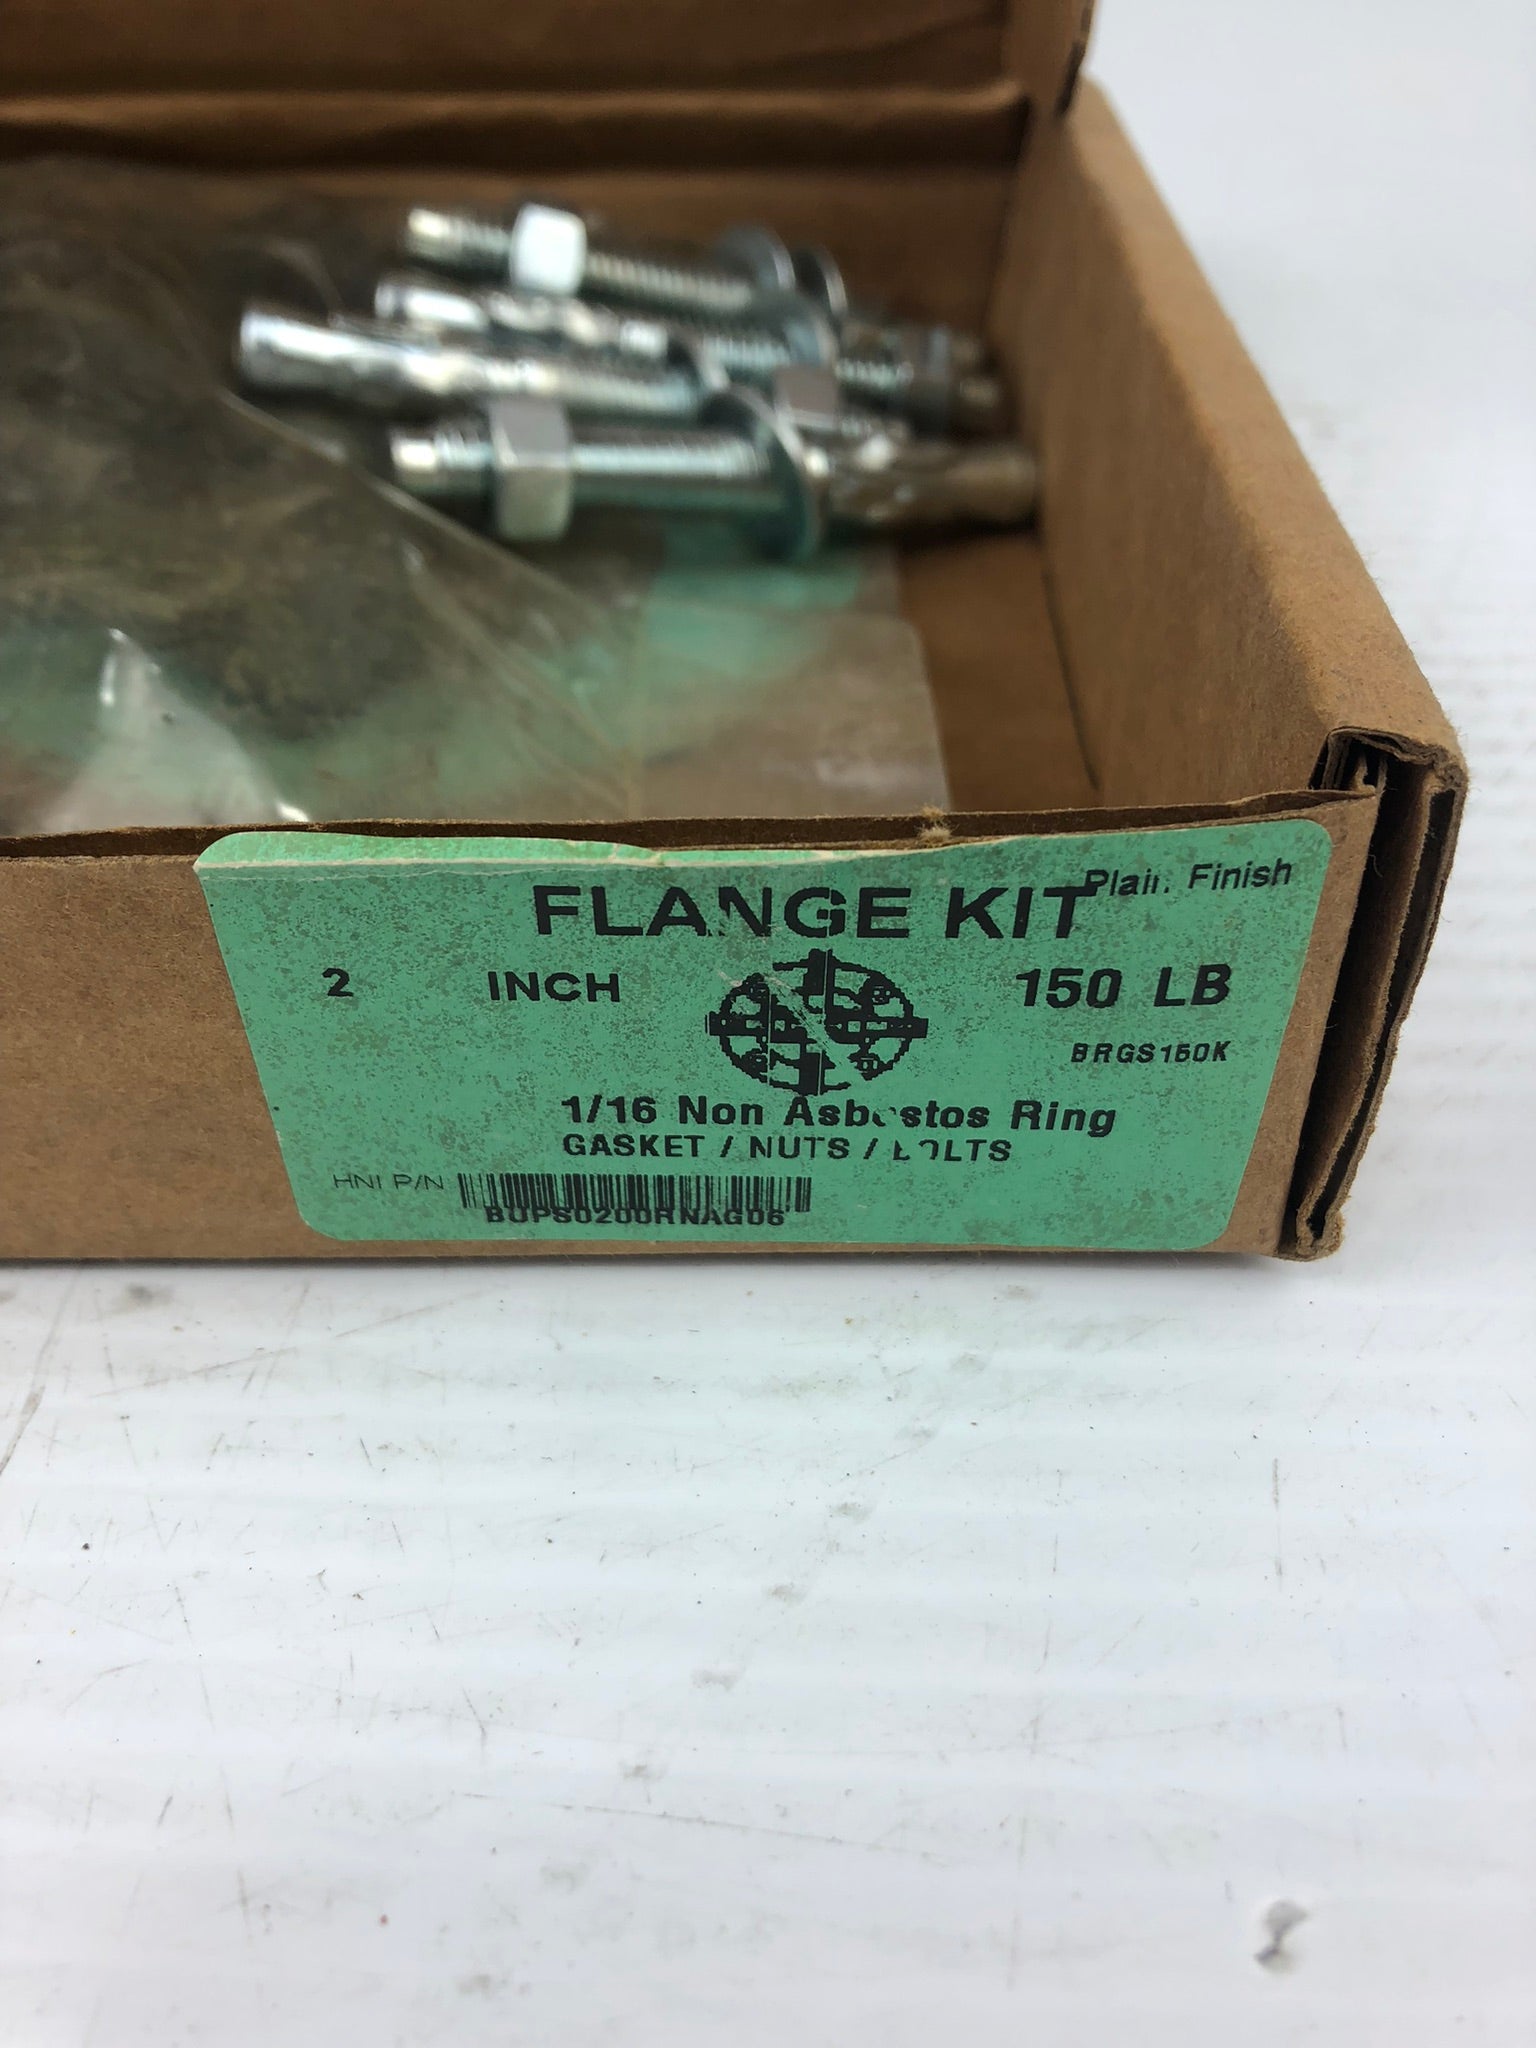 FLANGE KIT Plain Finish
2 INCH 150 LB
BRGS150K
1/16 Non Asbestos Ring
GASKET / NUTS / BOLTS
HNI P/N
BUPS0200RNAG06